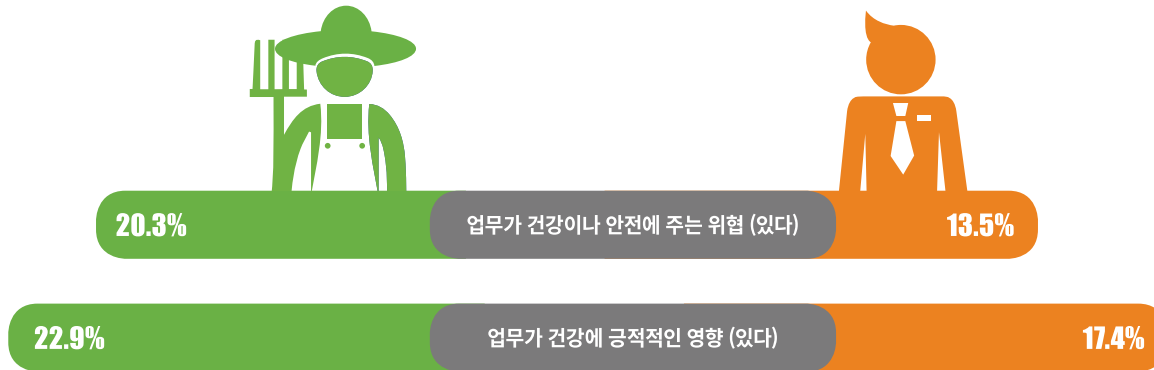 20.3% 업무가 건강이나 안전에 주는 위협 (있다) 13.5%
22.9% 업무가 건강에 긍적적인 영향 (있다) 17.4%